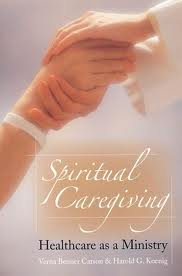 Spiritual
Caregiving
Healthcare as a Ministry
Verna Benner Carson & Harold G. Koenig